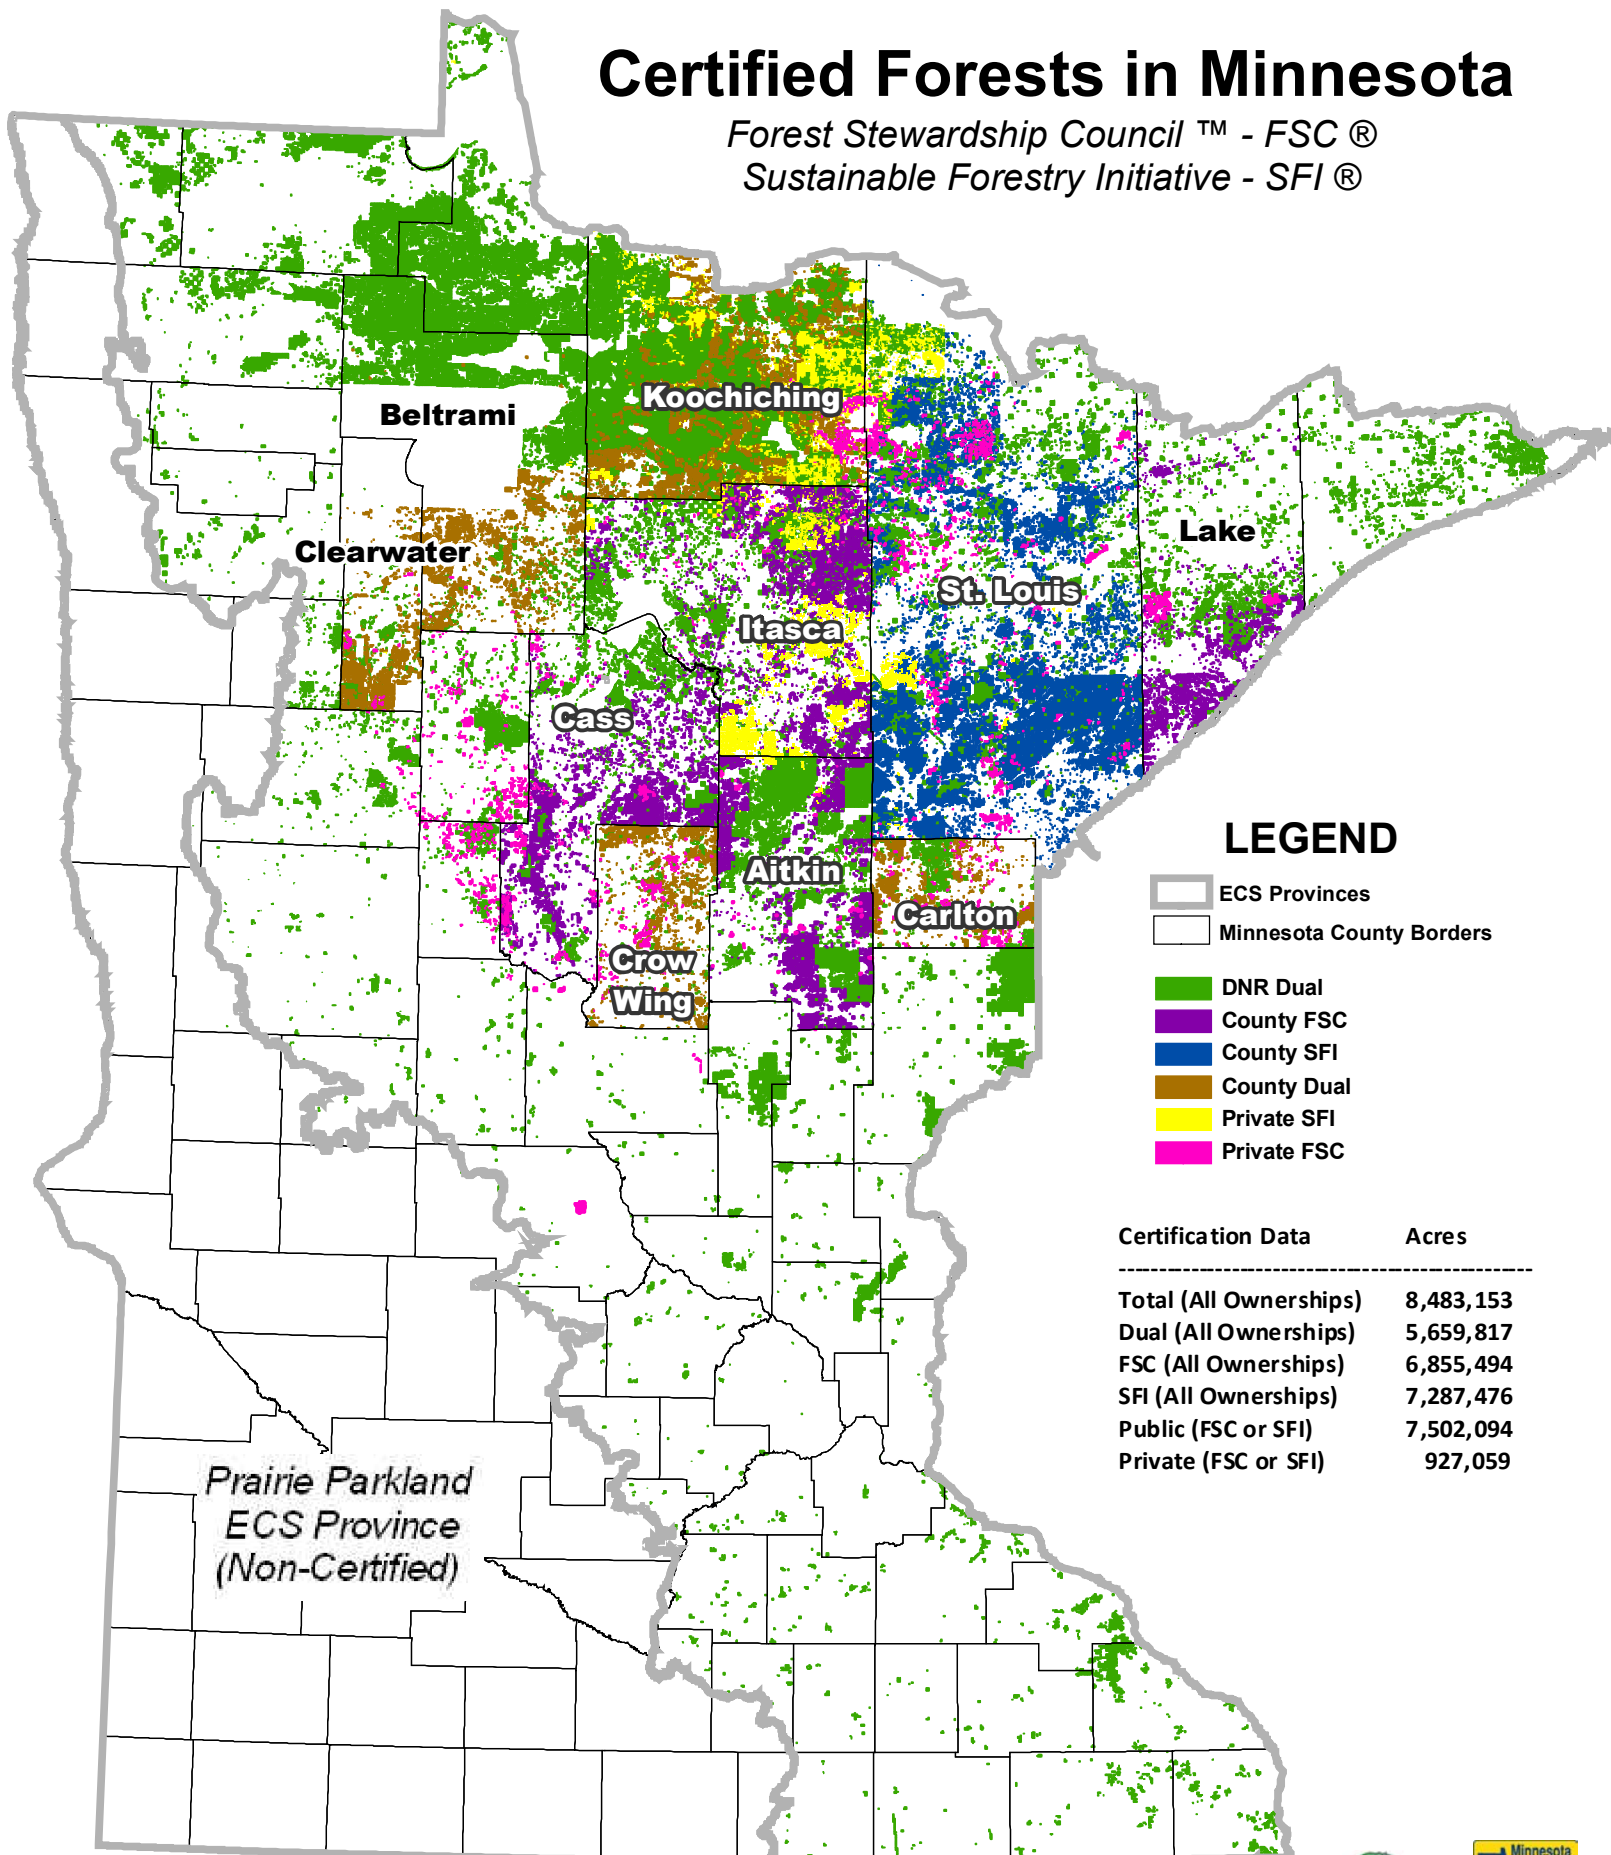 Certified Forests in Minnesota
Forest Stewardship Council ™ - FSC ®
Sustainable Forestry Initiative - SFI ®
Koochiching
Beltrami
Lake
Clearwater
St. Louis
Itasca
Cass
Aitkin
Carlton
Crow
Wing
LEGEND
ECS Provinces
Minnesota County Borders
DNR Dual
County FSC
County SFI
County Dual
Private SFI
Private FSC
Certification Data Acres
------------------------------------------------------
Total (All Ownerships) 8,483,153
Dual (All Ownerships) 5,659,817
FSC (All Ownerships) 6,855,494
SFI (All Ownerships) 7,287,476
Public (FSC or SFI) 7,502,094
Private (FSC or SFI) 927,059
Prairie Parkland
ECS Province
(Non-Certified)
Minnesota